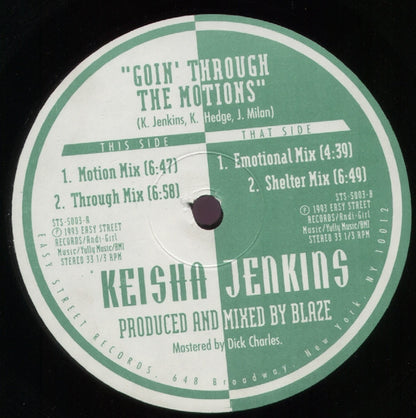 "GOIN' THROUGH
THE MOTIONS"
(K. Jenkins, K. Hedge, J. Milan)
THIS SIDE
1. Motion Mix (6:47)
2. Through Mix (6:58)
STS-5003-A
℗ 1993 EASY STREET
RECORDS/Andi-Girl
Music/Yullu Music/BMI
STEREO 33 1/3 RPM
THAT SIDE
1. Emotional Mix (4:39)
2. Shelter Mix (6:49)
STS-5003-B
℗ 1993 EASY STREET
RECORDS/Andi-Girl
Music/Yullu Music/BMI
STEREO 33 1/3 RPM
KEISHA JENKINS
PRODUCED AND MIXED BY BLAZE
Mastered by Dick Charles.
EASY STREET RECORDS, 648 Broadway, New York, NY 10012